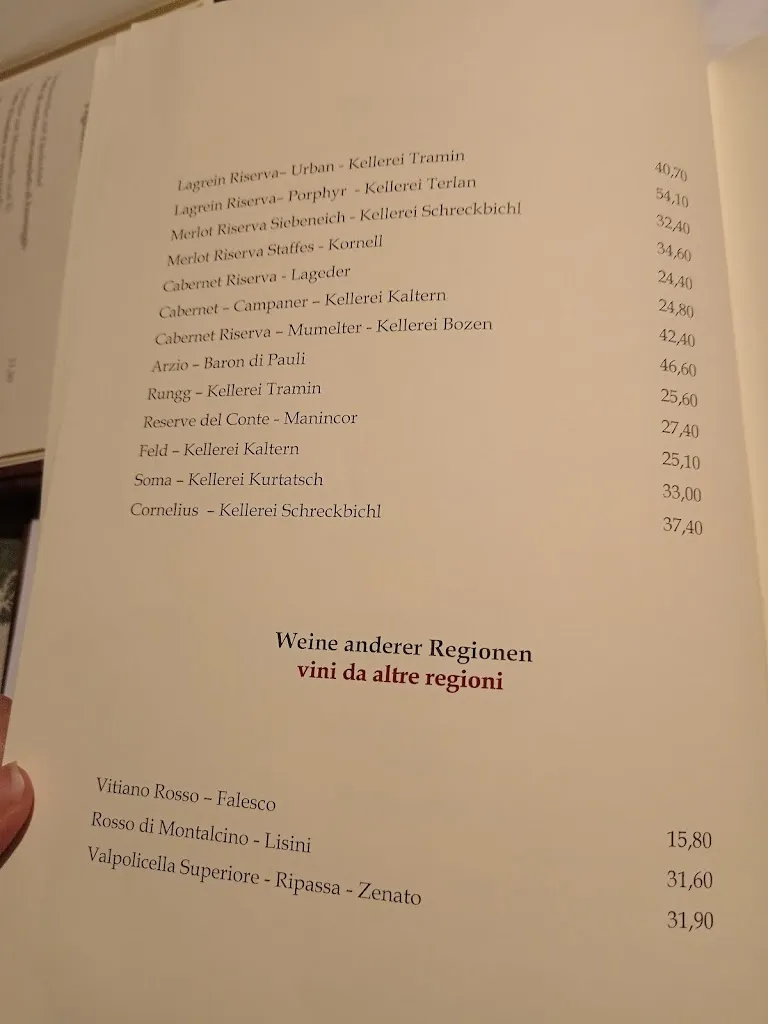 Lagrein Riserva– Urban - Kellerei Tramin 40,70
Lagrein Riserva– Porphyr - Kellerei Terlan 54,10
Merlot Riserva Siebeneich - Kellerei Schreckbichl 32,40
Merlot Riserva Staffes - Kornell 34,60
Cabernet Riserva - Lageder 24,40
Cabernet – Campaner – Kellerei Kaltern 24,80
Cabernet Riserva – Mumelter - Kellerei Bozen 42,40
Arzio – Baron di Pauli 46,60
Rungg – Kellerei Tramin 25,60
Reserve del Conte - Manincor 27,40
Feld – Kellerei Kaltern 25,10
Soma – Kellerei Kurtatsch 33,00
Cornelius – Kellerei Schreckbichl 37,40
Weine anderer Regionen
vini da altre regioni
Vitiano Rosso – Falesco 15,80
Rosso di Montalcino - Lisini 31,60
Valpolicella Superiore - Ripassa - Zenato 31,90